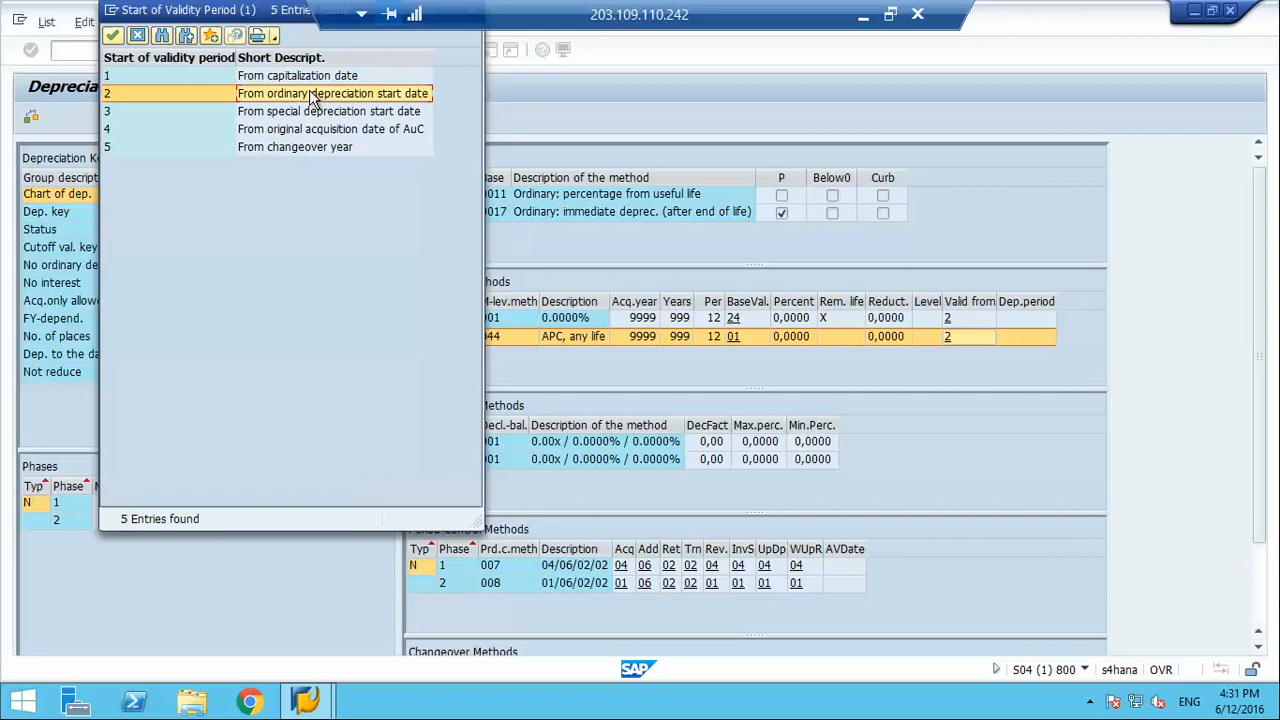 Start of Validity Period (1) 5 Entrie
203.109.110.242
List Edit
Start of validity period Short Descript.
1 From capitalization date
2 From ordinary depreciation start date
3 From special depreciation start date
4 From original acquisition date of AuC
5 From changeover year
5 Entries found
Deprecia
Depreciation K
Group descript
Chart of dep.
Dep. key
Status
Cutoff val. key
No ordinary de
No interest
Acq.only allowe
FY-depend.
No. of places
Dep. to the da
Not reduce
Base Description of the method P Below0 Curb
0011 Ordinary: percentage from useful life
0017 Ordinary: immediate deprec. (after end of life)
hods
M-lev.meth Description Acq.year Years Per BaseVal. Percent Rem. life Reduct. Level Valid from Dep.period
001 0.0000% 9999 999 12 24 0,0000 X 0,0000 2
044 APC, any life 9999 999 12 01 0,0000 0,0000 2
Methods
Decl.-bal. Description of the method DecFact Max.perc. Min.Perc.
001 0.00x / 0.0000% / 0.0000% 0,00 0,0000 0,0000
001 0.00x / 0.0000% / 0.0000% 0,00 0,0000 0,0000
Phases
Typ Phase
N 1
2
Period Control Methods
Typ Phase Prd.c.meth Description Acq Add Ret Trn Rev. InvS UpDp WUpR AVDate
N 1 007 04/06/02/02 04 06 02 02 04 04 04 04
2 008 01/06/02/02 01 06 02 02 01 01 01 01
Changeover Methods
SAP
S04 (1) 800 s4hana OVR
ENG
4:31 PM
6/12/2016